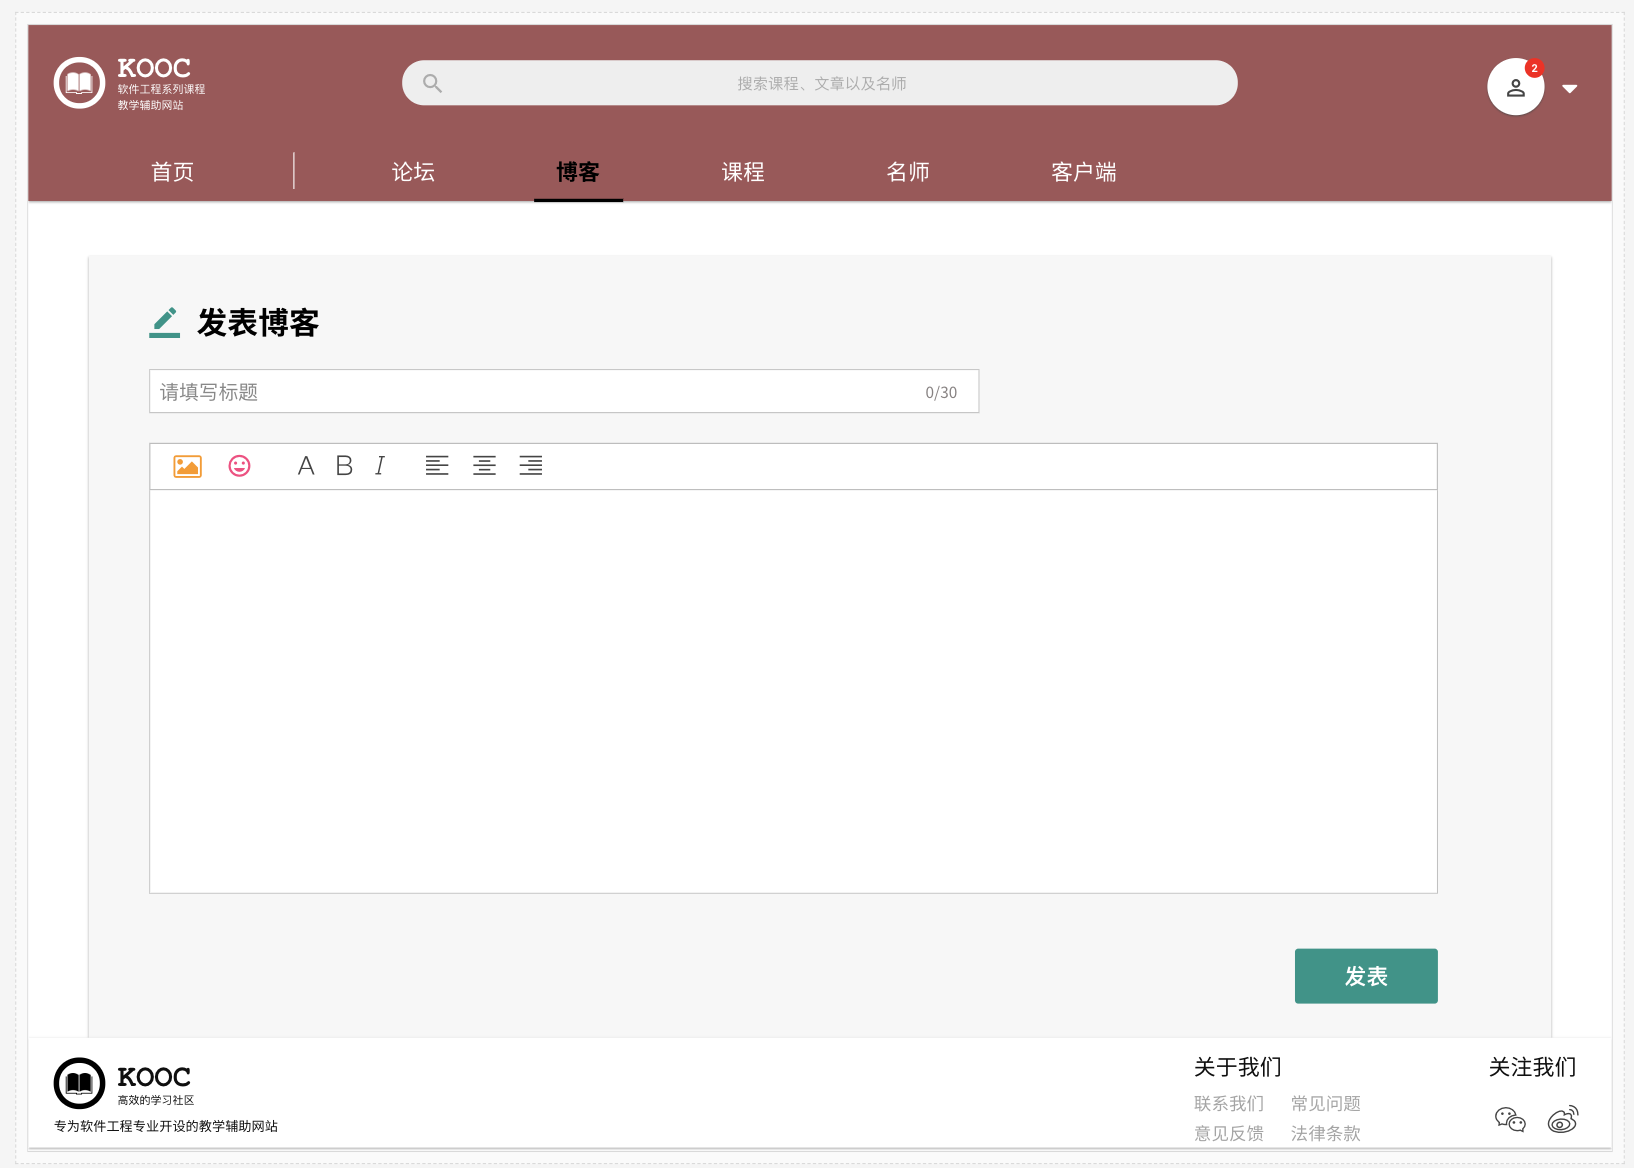 KOOC
软件工程系列课程
教学辅助网站
搜索课程、文章以及名师
2
首页
论坛
博客
课程
名师
客户端
发表博客
请填写标题
0/30
A B I
发表
KOOC
高效的学习社区
专为软件工程专业开设的教学辅助网站
关于我们
联系我们 常见问题
意见反馈 法律条款
关注我们